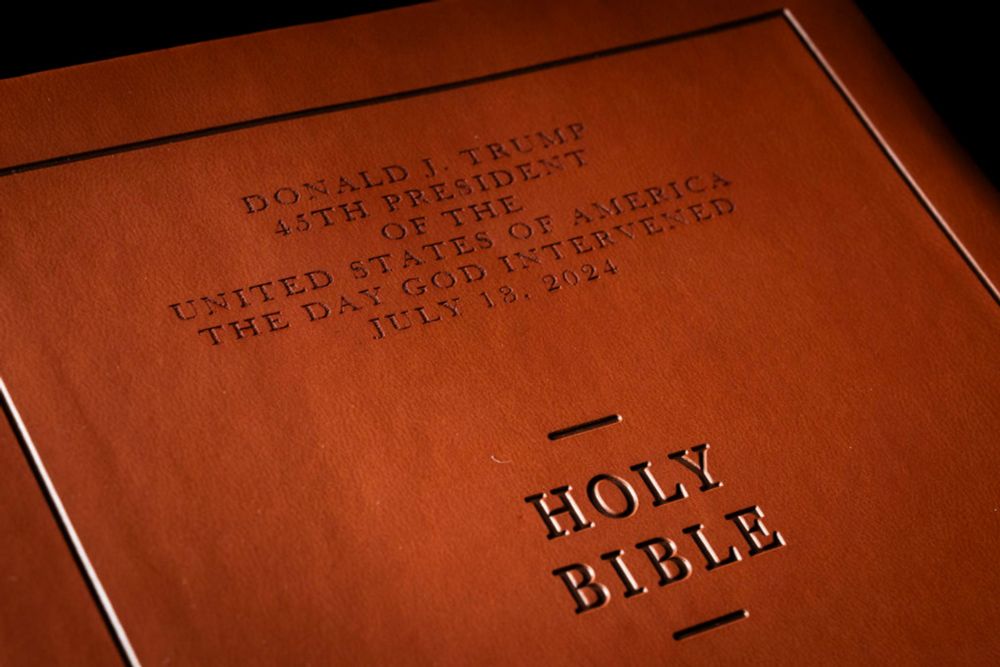 DONALD J. TRUMP
45TH PRESIDENT
OF THE
UNITED STATES OF AMERICA
THE DAY GOD INTERVENED
JULY 13, 2024
HOLY
BIBLE